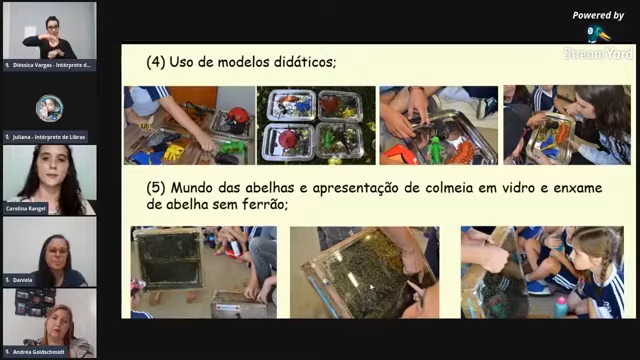 Powered by
StreamYard
(4) Uso de modelos didáticos;
(5) Mundo das abelhas e apresentação de colmeia em vidro e enxame
de abelha sem ferrão;
Diéssica Vargas - Intérprete d...
Juliana - Intérprete de Libras
Carolina Rangel
Daniela
Andréa Goldschmidt